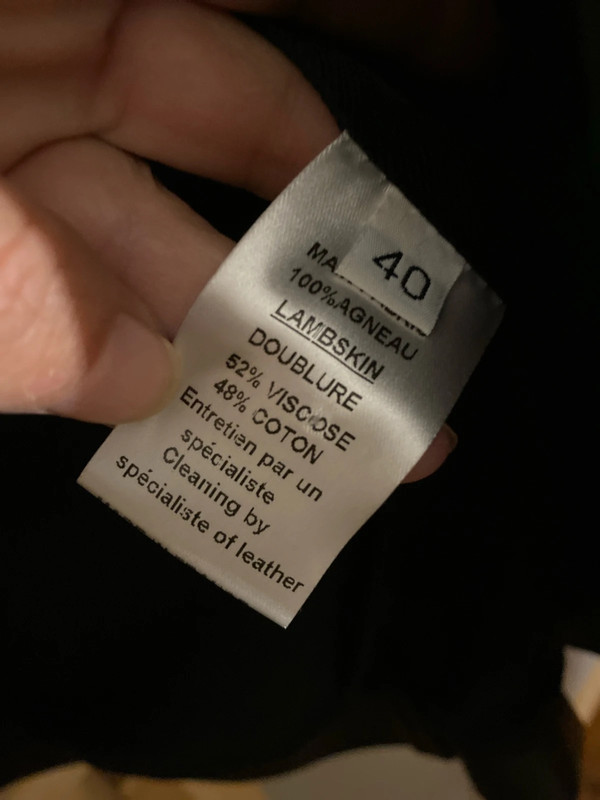 40
100%AGNEAU
LAMBSKIN
DOUBLURE
52% VISCOSE
48% COTON
Entretien par un
spécialiste
Cleaning by
spécialiste of leather